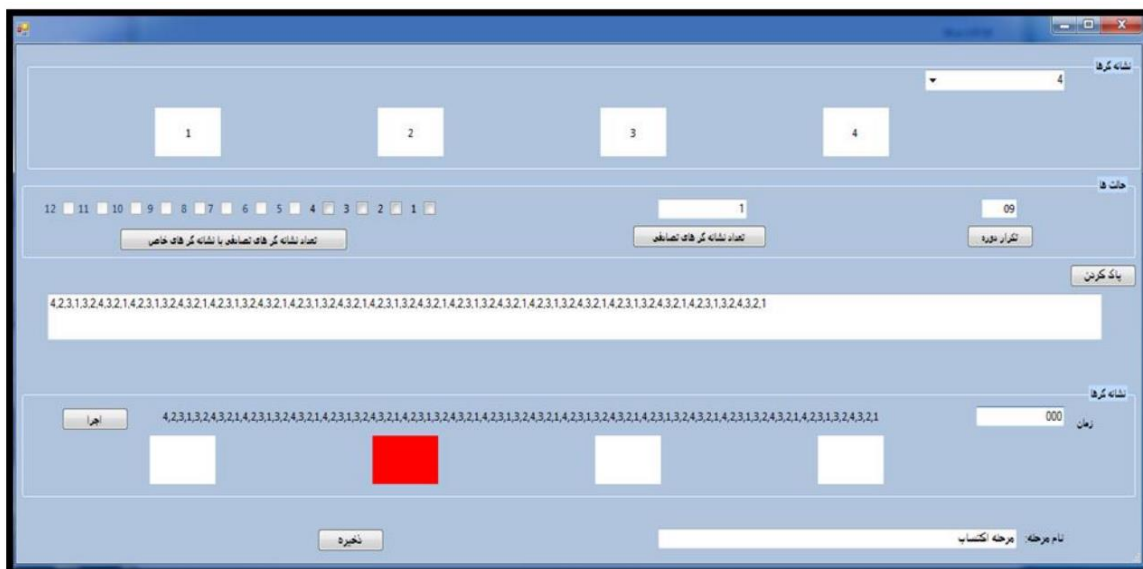 نشانه گرها
4
1 2 3 4
حالت ها
12 11 10 9 8 7 6 5 4 3 2 1
1
09
تعداد نشانه گر های تصادفی با نشانه گر های خاص
تعداد نشانه گر های تصادفی
تکرار دوره
پاک کردن
4,2,3,1,3,2,4,3,2,1,4,2,3,1,3,2,4,3,2,1,4,2,3,1,3,2,4,3,2,1,4,2,3,1,3,2,4,3,2,1,4,2,3,1,3,2,4,3,2,1,4,2,3,1,3,2,4,3,2,1,4,2,3,1,3,2,4,3,2,1,4,2,3,1,3,2,4,3,2,1,4,2,3,1,3,2,4,3,2,1
نشانه گرها
زمان 000
4,2,3,1,3,2,4,3,2,1,4,2,3,1,3,2,4,3,2,1,4,2,3,1,3,2,4,3,2,1,4,2,3,1,3,2,4,3,2,1,4,2,3,1,3,2,4,3,2,1,4,2,3,1,3,2,4,3,2,1,4,2,3,1,3,2,4,3,2,1,4,2,3,1,3,2,4,3,2,1,4,2,3,1,3,2,4,3,2,1
اجرا
نام مرحله: مرحله اکتساب
ذخیره